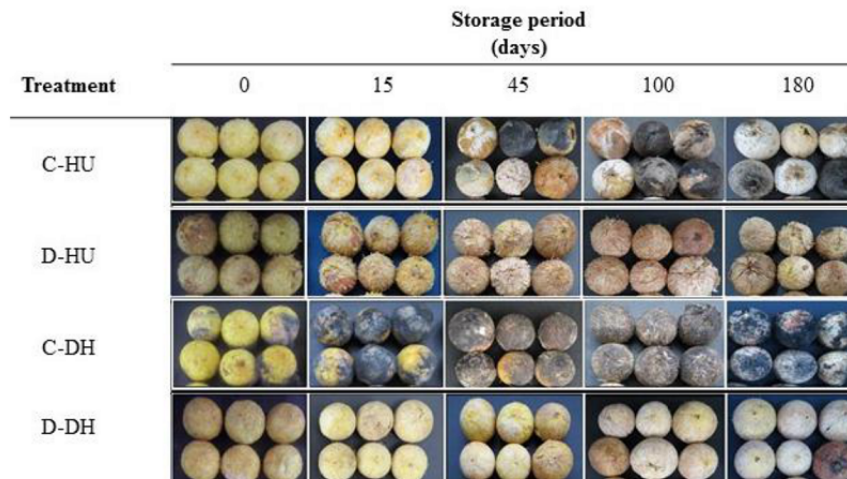 Storage period
(days)
Treatment 0 15 45 100 180
C-HU
D-HU
C-DH
D-DH